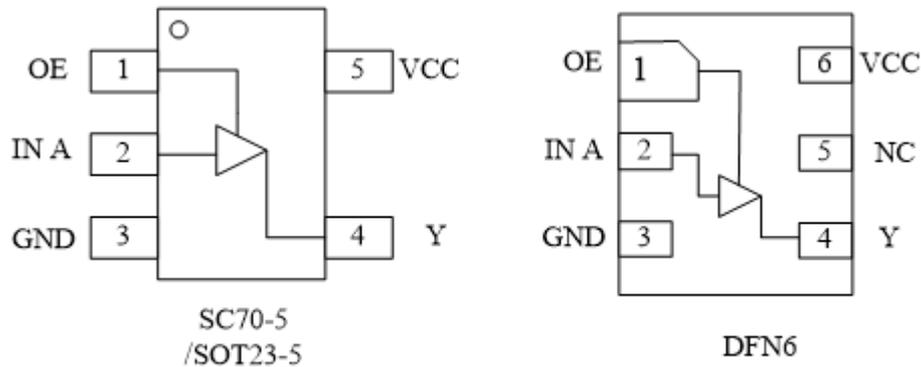 OE 1 5 VCC
IN A 2
GND 3 4 Y
SC70-5
/SOT23-5
OE 1 6 VCC
IN A 2 5 NC
GND 3 4 Y
DFN6